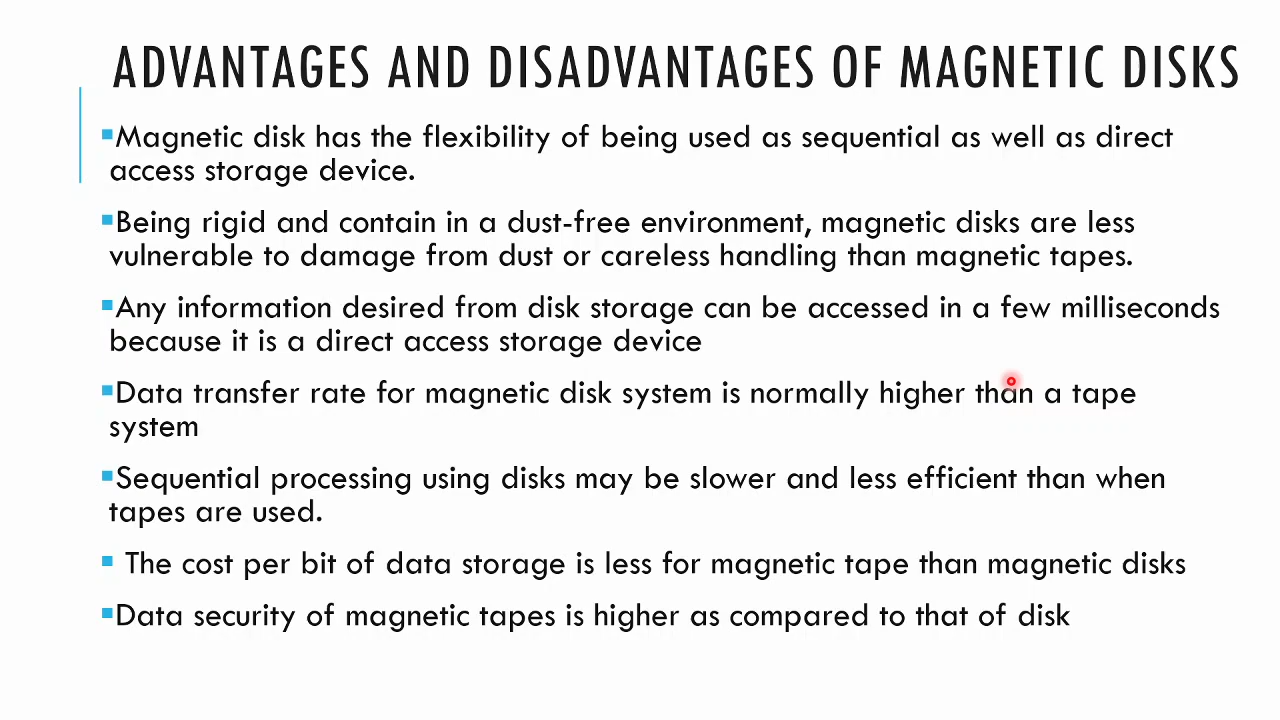 ADVANTAGES AND DISADVANTAGES OF MAGNETIC DISKS
▪Magnetic disk has the flexibility of being used as sequential as well as direct
access storage device.
▪Being rigid and contain in a dust-free environment, magnetic disks are less
vulnerable to damage from dust or careless handling than magnetic tapes.
▪Any information desired from disk storage can be accessed in a few milliseconds
because it is a direct access storage device
▪Data transfer rate for magnetic disk system is normally higher than a tape
system
▪Sequential processing using disks may be slower and less efficient than when
tapes are used.
▪ The cost per bit of data storage is less for magnetic tape than magnetic disks
▪Data security of magnetic tapes is higher as compared to that of disk